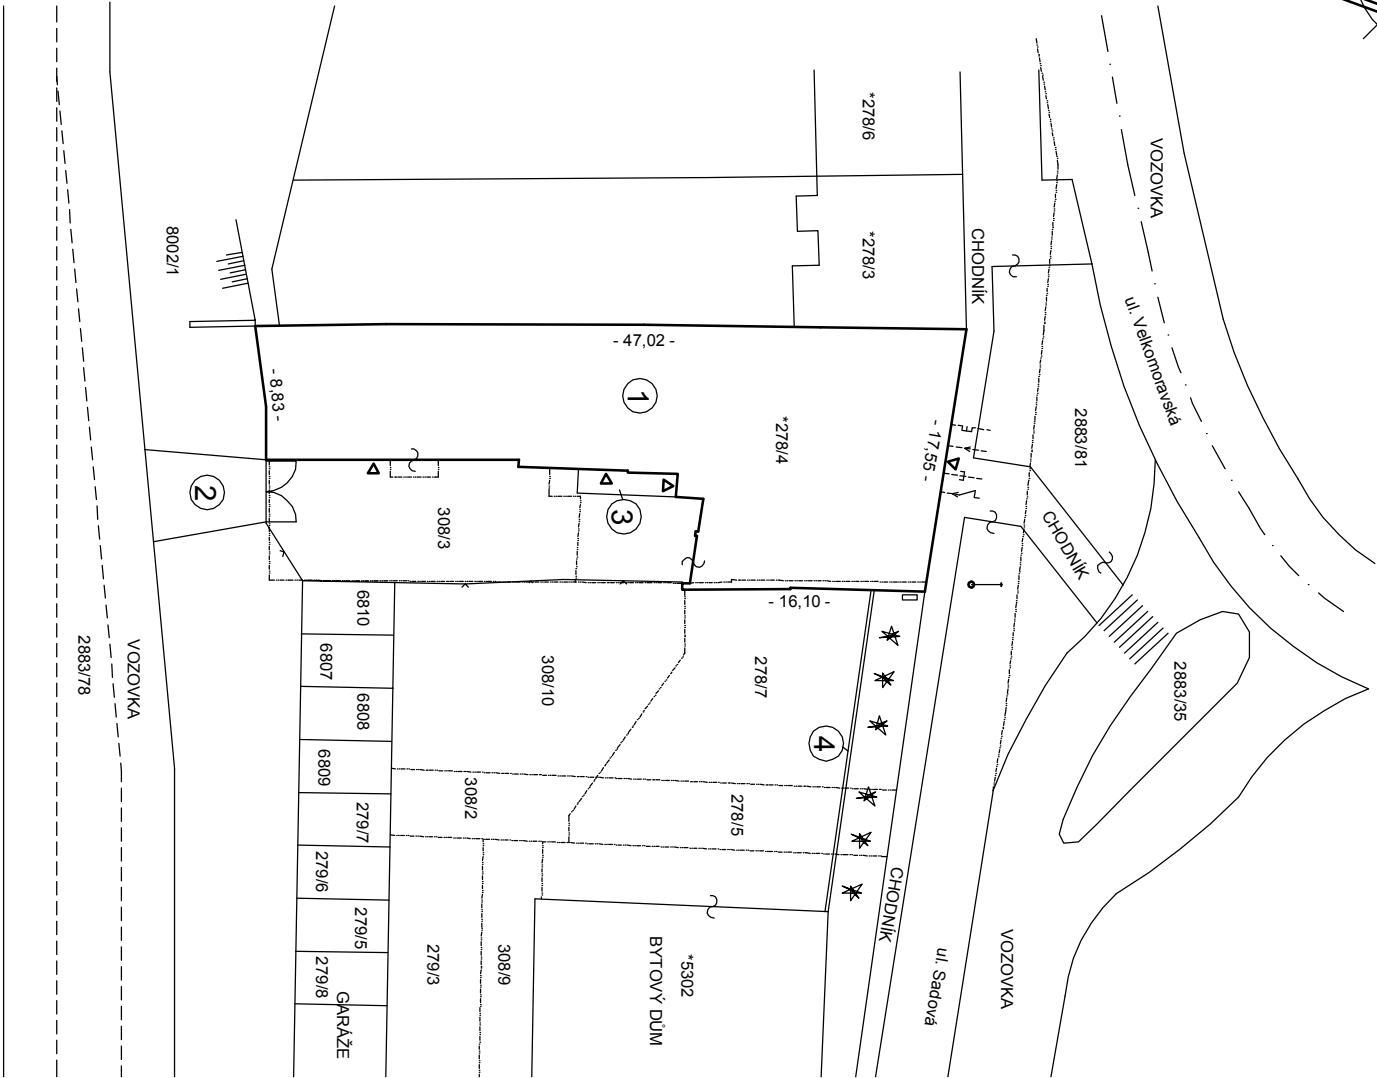 *278/6
VOZOVKA
*278/3
CHODNÍK
8002/1
ul. Velkomoravská
- 47,02 -
- 8,83 -
1
*278/4
- 17,55 -
2883/81
2
3
308/3
CHODNÍK
- 16,10 -
6810
6807
6808
6809
279/7
279/6
279/5
279/8
GARÁŽE
308/10
278/7
2883/35
VOZOVKA
2883/78
4
308/2
278/5
CHODNÍK
279/3
308/9
*5302
BYTOVÝ DŮM
ul. Sadová
VOZOVKA